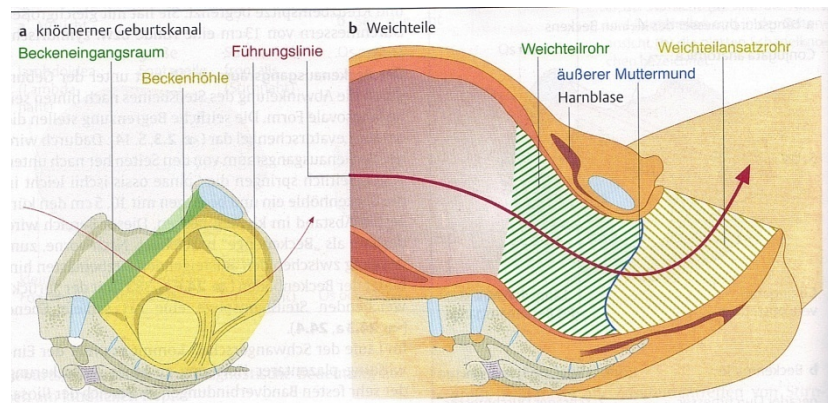 a knöcherner Geburtskanal
Beckeneingangsraum
Führungslinie
Beckenhöhle
b Weichteile
Weichteilrohr
Weichteilansatzrohr
äußerer Muttermund
Harnblase